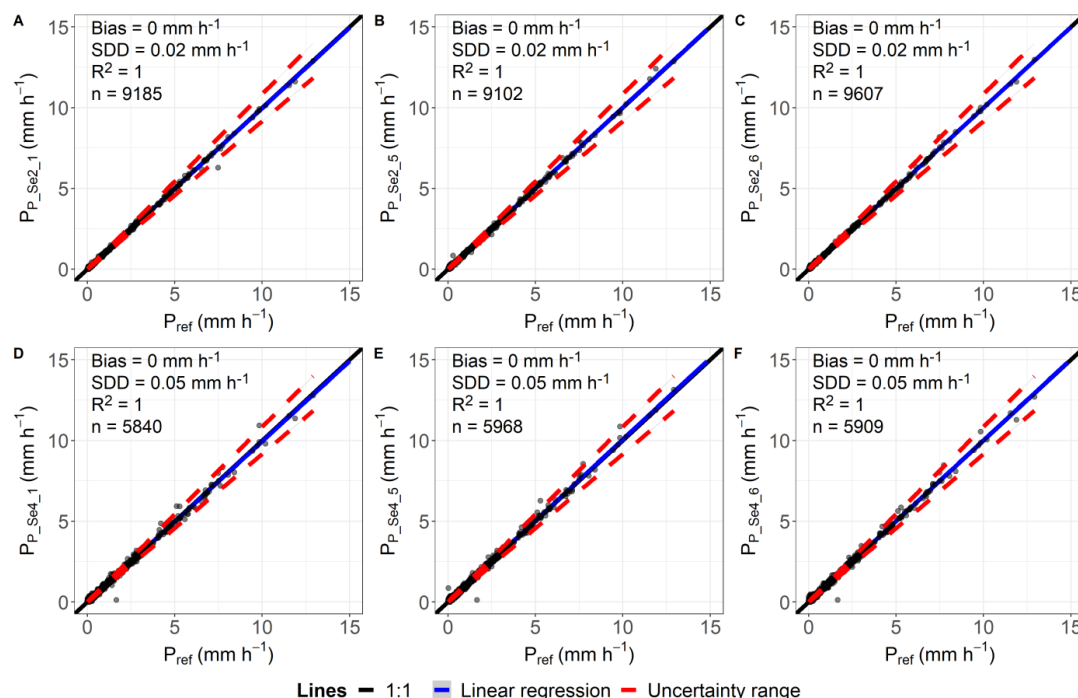 A
Bias = 0 mm h⁻¹
SDD = 0.02 mm h⁻¹
R² = 1
n = 9185
15
10
5
0
P_P_Se2_1 (mm h⁻¹)
0 5 10 15
P_ref (mm h⁻¹)
B
Bias = 0 mm h⁻¹
SDD = 0.02 mm h⁻¹
R² = 1
n = 9102
15
10
5
0
P_P_Se2_5 (mm h⁻¹)
0 5 10 15
P_ref (mm h⁻¹)
C
Bias = 0 mm h⁻¹
SDD = 0.02 mm h⁻¹
R² = 1
n = 9607
15
10
5
0
P_P_Se2_6 (mm h⁻¹)
0 5 10 15
P_ref (mm h⁻¹)
D
Bias = 0 mm h⁻¹
SDD = 0.05 mm h⁻¹
R² = 1
n = 5840
15
10
5
0
P_P_Se4_1 (mm h⁻¹)
0 5 10 15
P_ref (mm h⁻¹)
E
Bias = 0 mm h⁻¹
SDD = 0.05 mm h⁻¹
R² = 1
n = 5968
15
10
5
0
P_P_Se4_5 (mm h⁻¹)
0 5 10 15
P_ref (mm h⁻¹)
F
Bias = 0 mm h⁻¹
SDD = 0.05 mm h⁻¹
R² = 1
n = 5909
15
10
5
0
P_P_Se4_6 (mm h⁻¹)
0 5 10 15
P_ref (mm h⁻¹)
Lines 1:1 Linear regression Uncertainty range